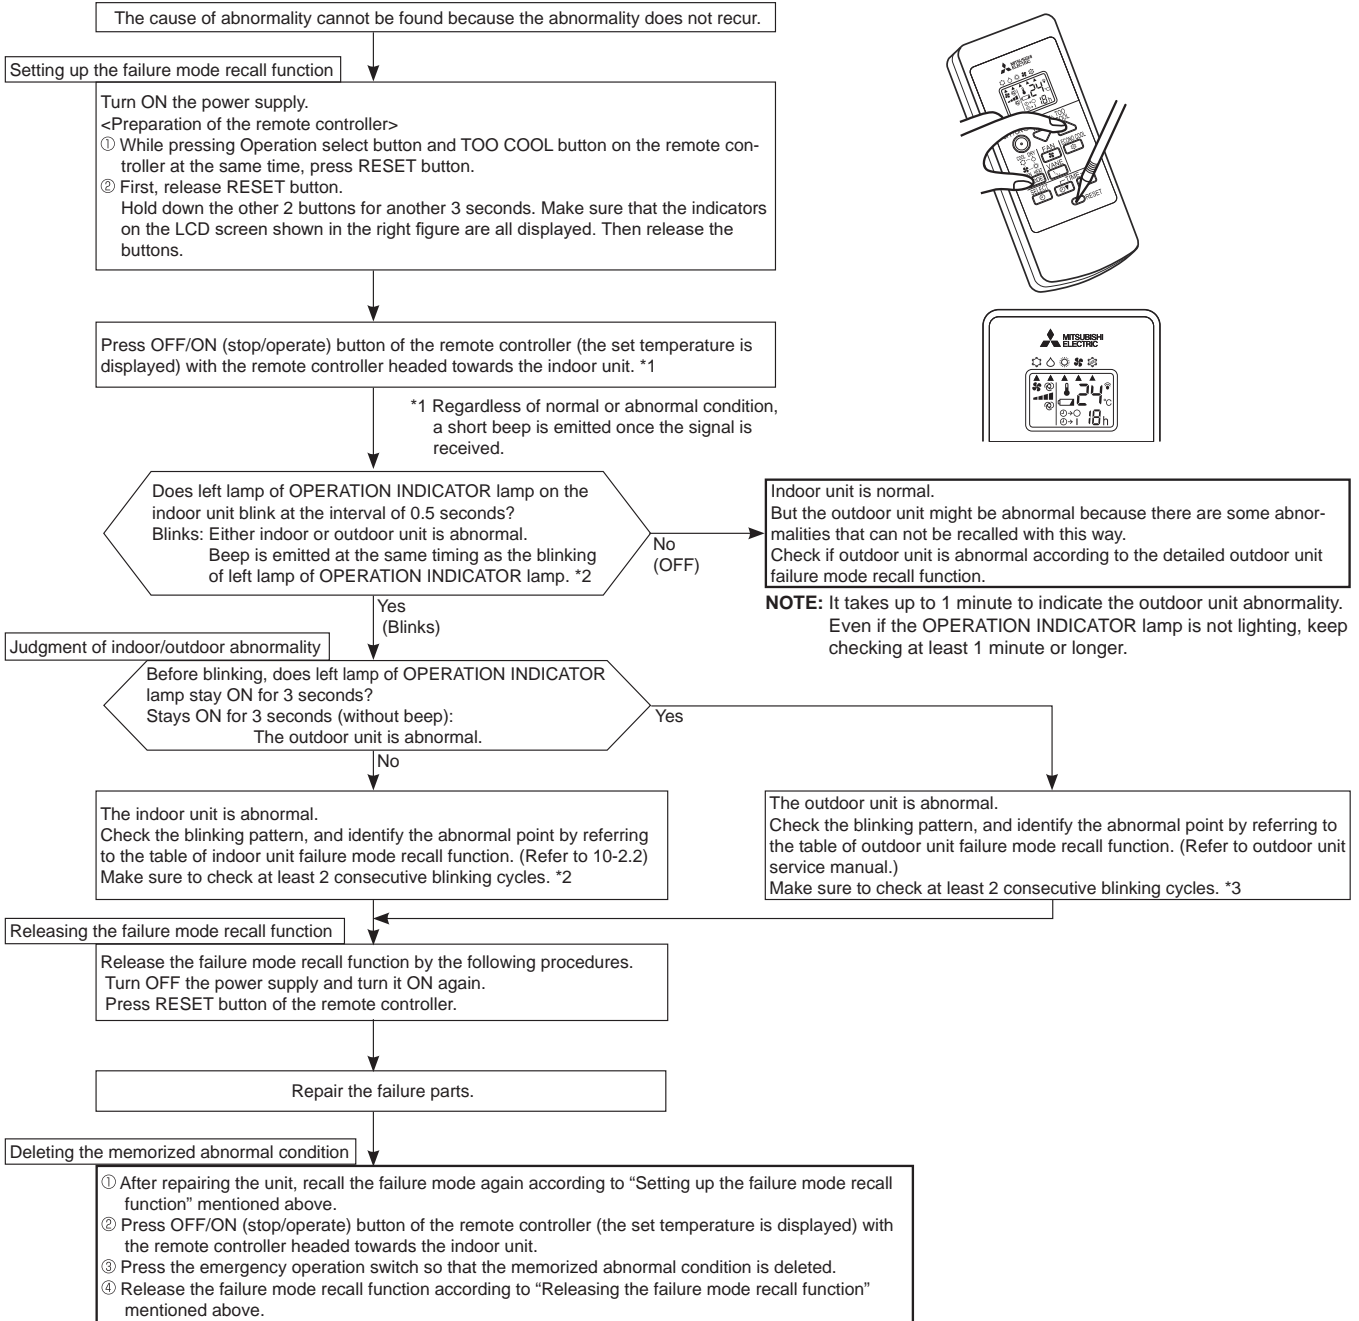 The cause of abnormality cannot be found because the abnormality does not recur.
Setting up the failure mode recall function
Turn ON the power supply.
<Preparation of the remote controller>
① While pressing Operation select button and TOO COOL button on the remote con-
troller at the same time, press RESET button.
② First, release RESET button.
Hold down the other 2 buttons for another 3 seconds. Make sure that the indicators
on the LCD screen shown in the right figure are all displayed. Then release the
buttons.
MITSUBISHI
ELECTRIC
24
18h
TOO
COOL
ECONO COOL
FAN
VANE
TIME
SELECT
RESET
Press OFF/ON (stop/operate) button of the remote controller (the set temperature is
displayed) with the remote controller headed towards the indoor unit. *1
MITSUBISHI
ELECTRIC
24°C
18h
*1 Regardless of normal or abnormal condition,
a short beep is emitted once the signal is
received.
Does left lamp of OPERATION INDICATOR lamp on the
indoor unit blink at the interval of 0.5 seconds?
Blinks: Either indoor or outdoor unit is abnormal.
Beep is emitted at the same timing as the blinking
of left lamp of OPERATION INDICATOR lamp. *2
No
(OFF)
Indoor unit is normal.
But the outdoor unit might be abnormal because there are some abnor-
malities that can not be recalled with this way.
Check if outdoor unit is abnormal according to the detailed outdoor unit
failure mode recall function.
NOTE: It takes up to 1 minute to indicate the outdoor unit abnormality.
Even if the OPERATION INDICATOR lamp is not lighting, keep
checking at least 1 minute or longer.
Yes
(Blinks)
Judgment of indoor/outdoor abnormality
Before blinking, does left lamp of OPERATION INDICATOR
lamp stay ON for 3 seconds?
Stays ON for 3 seconds (without beep):
The outdoor unit is abnormal.
Yes
No
The indoor unit is abnormal.
Check the blinking pattern, and identify the abnormal point by referring
to the table of indoor unit failure mode recall function. (Refer to 10-2.2)
Make sure to check at least 2 consecutive blinking cycles. *2
The outdoor unit is abnormal.
Check the blinking pattern, and identify the abnormal point by referring to
the table of outdoor unit failure mode recall function. (Refer to outdoor unit
service manual.)
Make sure to check at least 2 consecutive blinking cycles. *3
Releasing the failure mode recall function
Release the failure mode recall function by the following procedures.
Turn OFF the power supply and turn it ON again.
Press RESET button of the remote controller.
Repair the failure parts.
Deleting the memorized abnormal condition
① After repairing the unit, recall the failure mode again according to “Setting up the failure mode recall
function” mentioned above.
② Press OFF/ON (stop/operate) button of the remote controller (the set temperature is displayed) with
the remote controller headed towards the indoor unit.
③ Press the emergency operation switch so that the memorized abnormal condition is deleted.
④ Release the failure mode recall function according to “Releasing the failure mode recall function”
mentioned above.